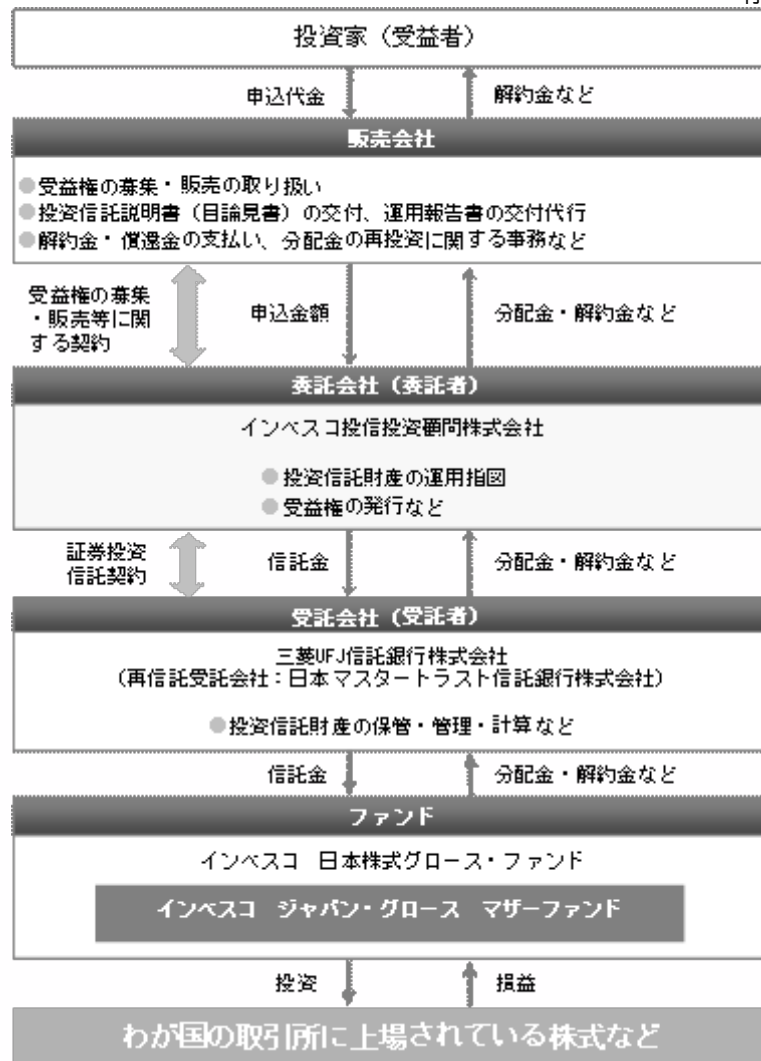 投資家（受益者）
申込代金
解約金など
販売会社
●受益権の募集・販売の取り扱い
●投資信託説明書（目論見書）の交付、運用報告書の交付代行
●解約金・償還金の支払い、分配金の再投資に関する事務など
受益権の募集
・販売等に関
する契約
申込金額
分配金・解約金など
委託会社（委託者）
インベスコ投信投資顧問株式会社
●投資信託財産の運用指図
●受益権の発行など
証券投資
信託契約
信託金
分配金・解約金など
受託会社（受託者）
三菱UFJ信託銀行株式会社
（再信託受託会社：日本マスタートラスト信託銀行株式会社）
●投資信託財産の保管・管理・計算など
信託金
分配金・解約金など
ファンド
インベスコ　日本株式グロース・ファンド
インベスコ　ジャパン・グロース　マザーファンド
投資
損益
わが国の取引所に上場されている株式など